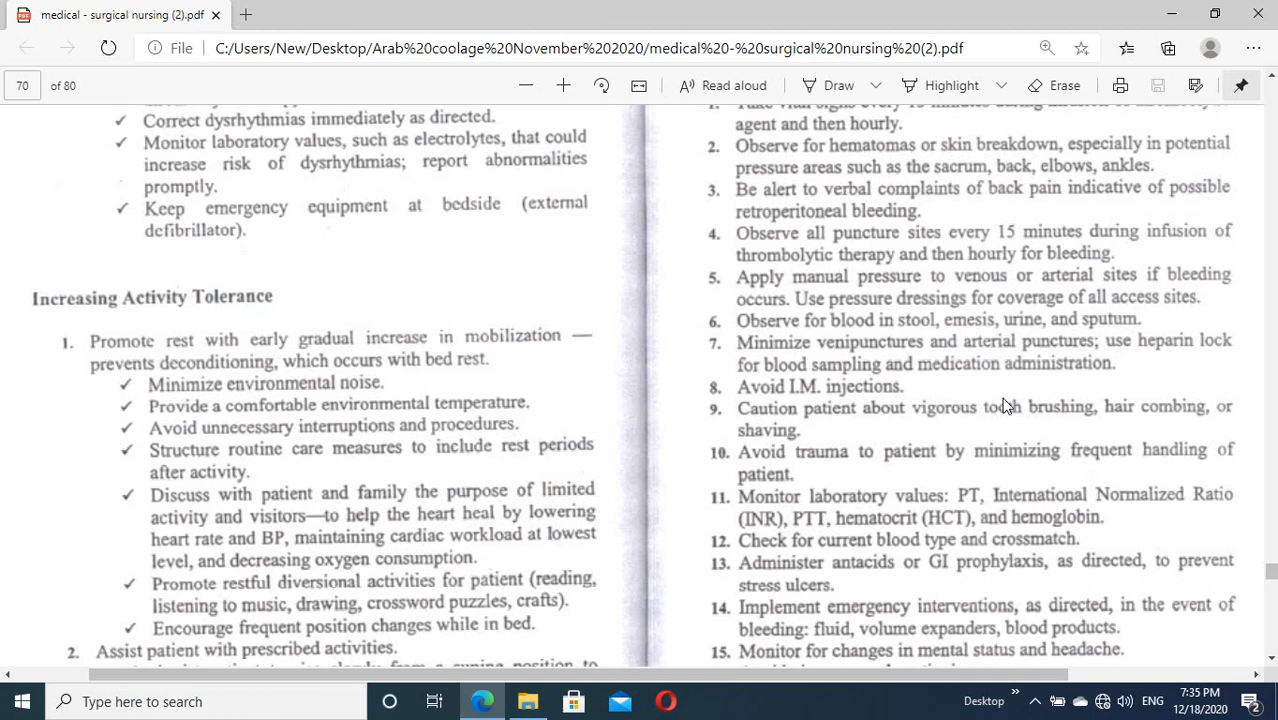 medical - surgical nursing (2).pdf
File
C:/Users/New/Desktop/Arab%20coolage%20November%202020/medical%20-%20surgical%20nursing%20(2).pdf
70 of 80
Read aloud
Draw
Highlight
Erase
✓ Correct dysrhythmias immediately as directed.
✓ Monitor laboratory values, such as electrolytes, that could
increase risk of dysrhythmias; report abnormalities
promptly.
✓ Keep emergency equipment at bedside (external
defibrillator).
Increasing Activity Tolerance
1. Promote rest with early gradual increase in mobilization —
prevents deconditioning, which occurs with bed rest.
✓ Minimize environmental noise.
✓ Provide a comfortable environmental temperature.
✓ Avoid unnecessary interruptions and procedures.
✓ Structure routine care measures to include rest periods
after activity.
✓ Discuss with patient and family the purpose of limited
activity and visitors—to help the heart heal by lowering
heart rate and BP, maintaining cardiac workload at lowest
level, and decreasing oxygen consumption.
✓ Promote restful diversional activities for patient (reading,
listening to music, drawing, crossword puzzles, crafts).
✓ Encourage frequent position changes while in bed.
2. Assist patient with prescribed activities.
1. Take vital signs every 15 minutes during infusion of
agent and then hourly.
2. Observe for hematomas or skin breakdown, especially in potential
pressure areas such as the sacrum, back, elbows, ankles.
3. Be alert to verbal complaints of back pain indicative of possible
retroperitoneal bleeding.
4. Observe all puncture sites every 15 minutes during infusion of
thrombolytic therapy and then hourly for bleeding.
5. Apply manual pressure to venous or arterial sites if bleeding
occurs. Use pressure dressings for coverage of all access sites.
6. Observe for blood in stool, emesis, urine, and sputum.
7. Minimize venipunctures and arterial punctures; use heparin lock
for blood sampling and medication administration.
8. Avoid I.M. injections.
9. Caution patient about vigorous tooth brushing, hair combing, or
shaving.
10. Avoid trauma to patient by minimizing frequent handling of
patient.
11. Monitor laboratory values: PT, International Normalized Ratio
(INR), PTT, hematocrit (HCT), and hemoglobin.
12. Check for current blood type and crossmatch.
13. Administer antacids or GI prophylaxis, as directed, to prevent
stress ulcers.
14. Implement emergency interventions, as directed, in the event of
bleeding: fluid, volume expanders, blood products.
15. Monitor for changes in mental status and headache.
Type here to search
Desktop
ENG
7:35 PM
12/18/2020
2